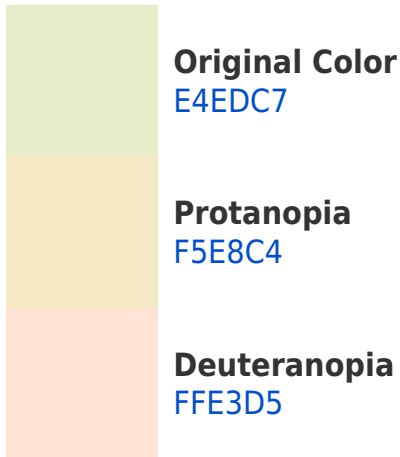 Original Color
E4EDC7
Protanopia
F5E8C4
Deuteranopia
FFE3D5